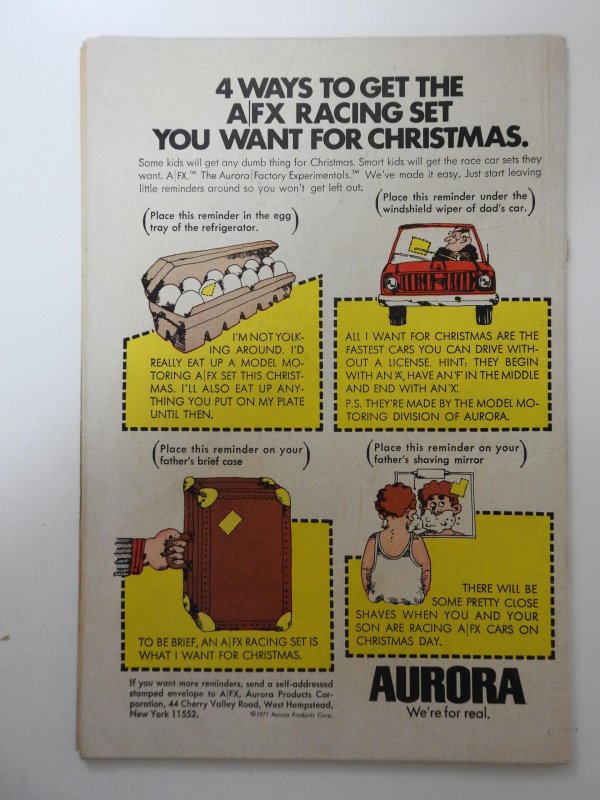 4 WAYS TO GET THE
A|FX RACING SET
YOU WANT FOR CHRISTMAS.
Some kids will get any dumb thing for Christmas. Smart kids will get the race car sets they
want. A|FX.™ The Aurora|Factory Experimentals.™ We've made it easy. Just start leaving
little reminders around so you won't get left out.
(Place this reminder in the egg
tray of the refrigerator.)
I'M NOT YOLK-
ING AROUND. I'D
REALLY EAT UP A MODEL MO-
TORING A|FX SET THIS CHRIST-
MAS. I'LL ALSO EAT UP ANY-
THING YOU PUT ON MY PLATE
UNTIL THEN.
(Place this reminder under the
windshield wiper of dad's car.)
ALL I WANT FOR CHRISTMAS ARE THE
FASTEST CARS YOU CAN DRIVE WITH-
OUT A LICENSE. HINT: THEY BEGIN
WITH AN 'A', HAVE AN 'F' IN THE MIDDLE
AND END WITH AN 'X'.
P.S. THEY'RE MADE BY THE MODEL MO-
TORING DIVISION OF AURORA.
(Place this reminder on your
father's brief case)
TO BE BRIEF, AN A|FX RACING SET IS
WHAT I WANT FOR CHRISTMAS.
(Place this reminder on your
father's shaving mirror)
THERE WILL BE
SOME PRETTY CLOSE
SHAVES WHEN YOU AND YOUR
SON ARE RACING A|FX CARS ON
CHRISTMAS DAY.
If you want more reminders, send a self-addressed
stamped envelope to A|FX, Aurora Products Cor-
poration, 44 Cherry Valley Road, West Hempstead,
New York 11552.
©1971 Aurora Products Corp.
AURORA
We're for real.